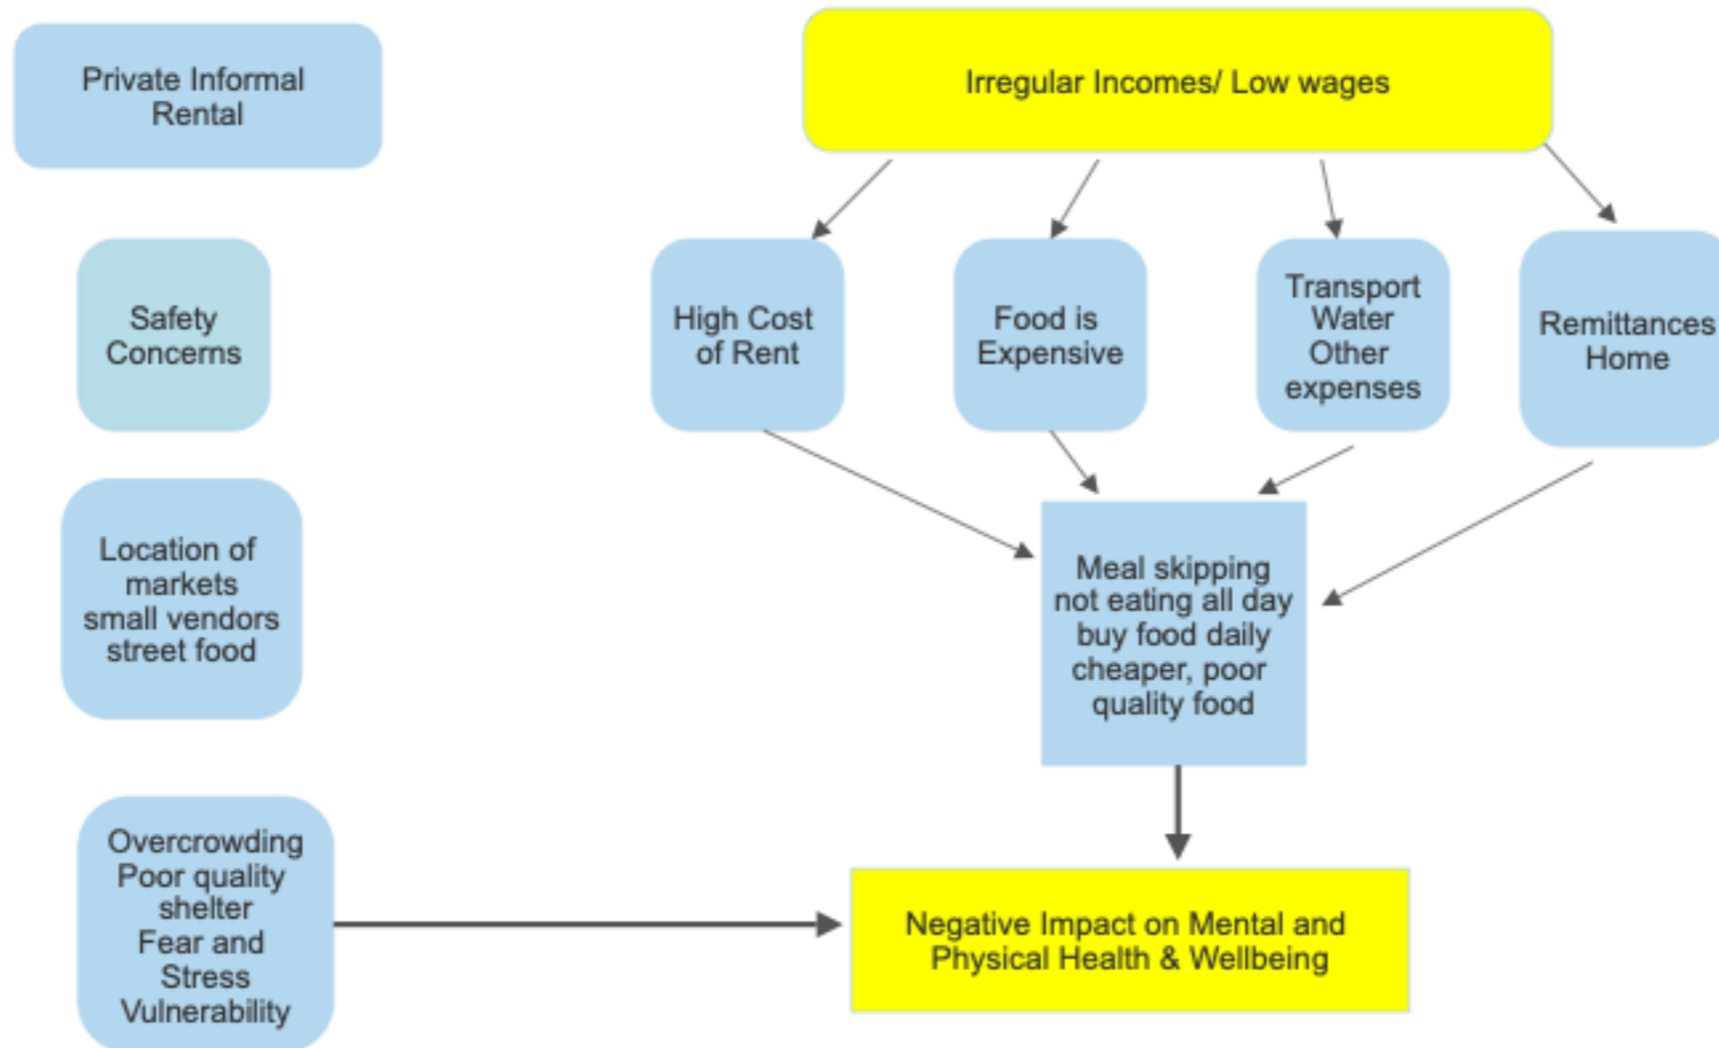 Private Informal
Rental
Irregular Incomes/ Low wages
Safety
Concerns
High Cost
of Rent
Food is
Expensive
Transport
Water
Other
expenses
Remittances
Home
Location of
markets
small vendors
street food
Meal skipping
not eating all day
buy food daily
cheaper, poor
quality food
Overcrowding
Poor quality
shelter
Fear and
Stress
Vulnerability
Negative Impact on Mental and
Physical Health & Wellbeing